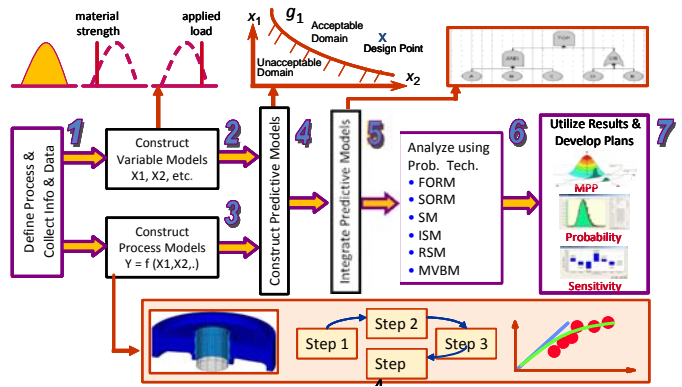 material
strength
applied
load
x1
g1
Acceptable
Domain
x
Design Point
Unacceptable
Domain
x2
AND
OR
A
B
C
D
E
1
Define Process &
Collect Info & Data
2
Construct
Variable Models
X1, X2, etc.
3
Construct
Process Models
Y = f (X1,X2,.)
4
Construct Predictive Models
5
Integrate Predictive Models
6
Analyze using
Prob. Tech.
• FORM
• SORM
• SM
• ISM
• RSM
• MVBM
7
Utilize Results &
Develop Plans
MPP
Probability
Sensitivity
Step 1
Step 2
Step 3
Step
4